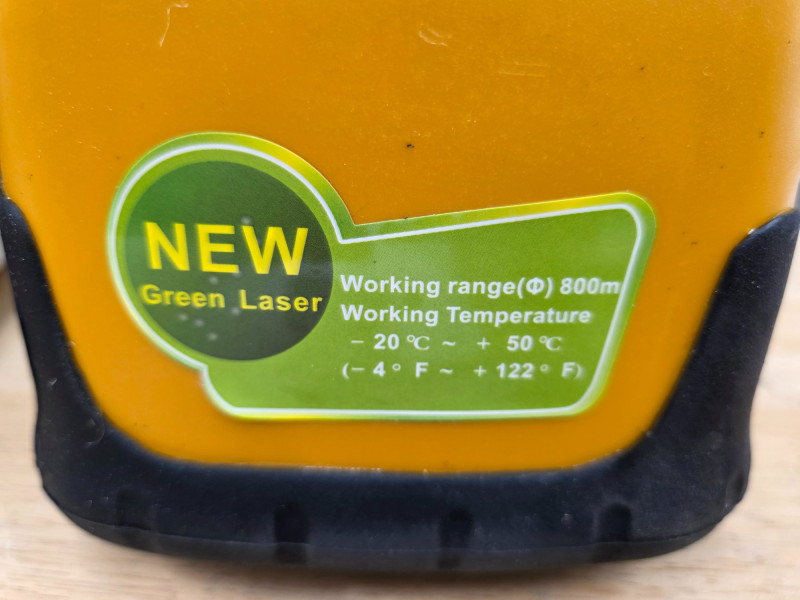 NEW
Green Laser
Working range(Φ) 800m
Working Temperature
− 20 ℃ ~ + 50 ℃
(− 4 ° F ~ + 122 ° F)